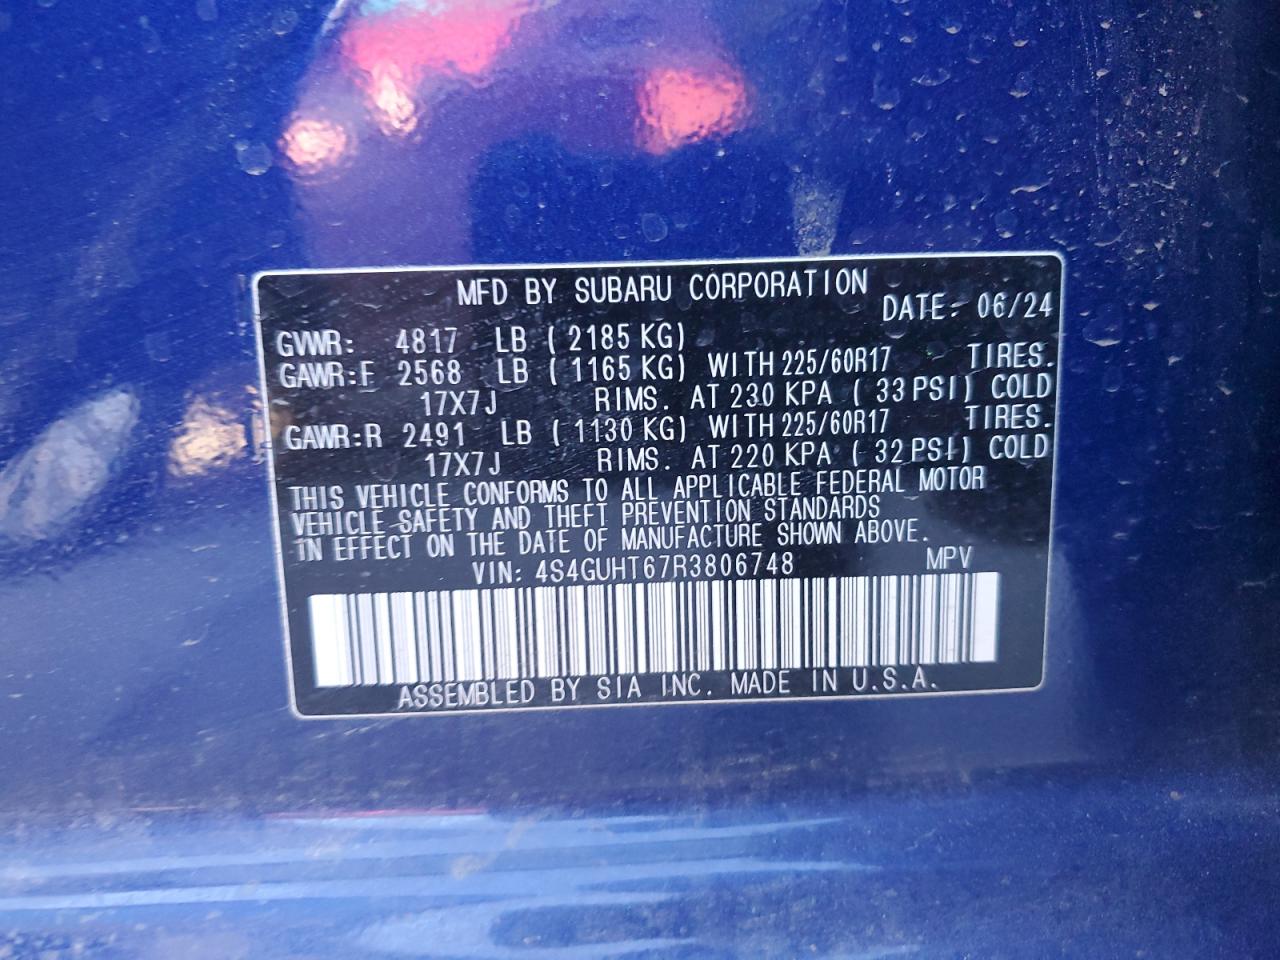 MFD BY SUBARU CORPORATION
DATE: 06/24
GVWR: 4817 LB ( 2185 KG)
GAWR:F 2568 LB ( 1165 KG) WITH 225/60R17 TIRES.
17X7J RIMS. AT 230 KPA ( 33 PSI) COLD
GAWR:R 2491 LB ( 1130 KG) WITH 225/60R17 TIRES.
17X7J RIMS. AT 220 KPA ( 32 PSI) COLD
THIS VEHICLE CONFORMS TO ALL APPLICABLE FEDERAL MOTOR
VEHICLE SAFETY AND THEFT PREVENTION STANDARDS
IN EFFECT ON THE DATE OF MANUFACTURE SHOWN ABOVE.
VIN: 4S4GUHT67R3806748 MPV
ASSEMBLED BY SIA INC. MADE IN U.S.A.